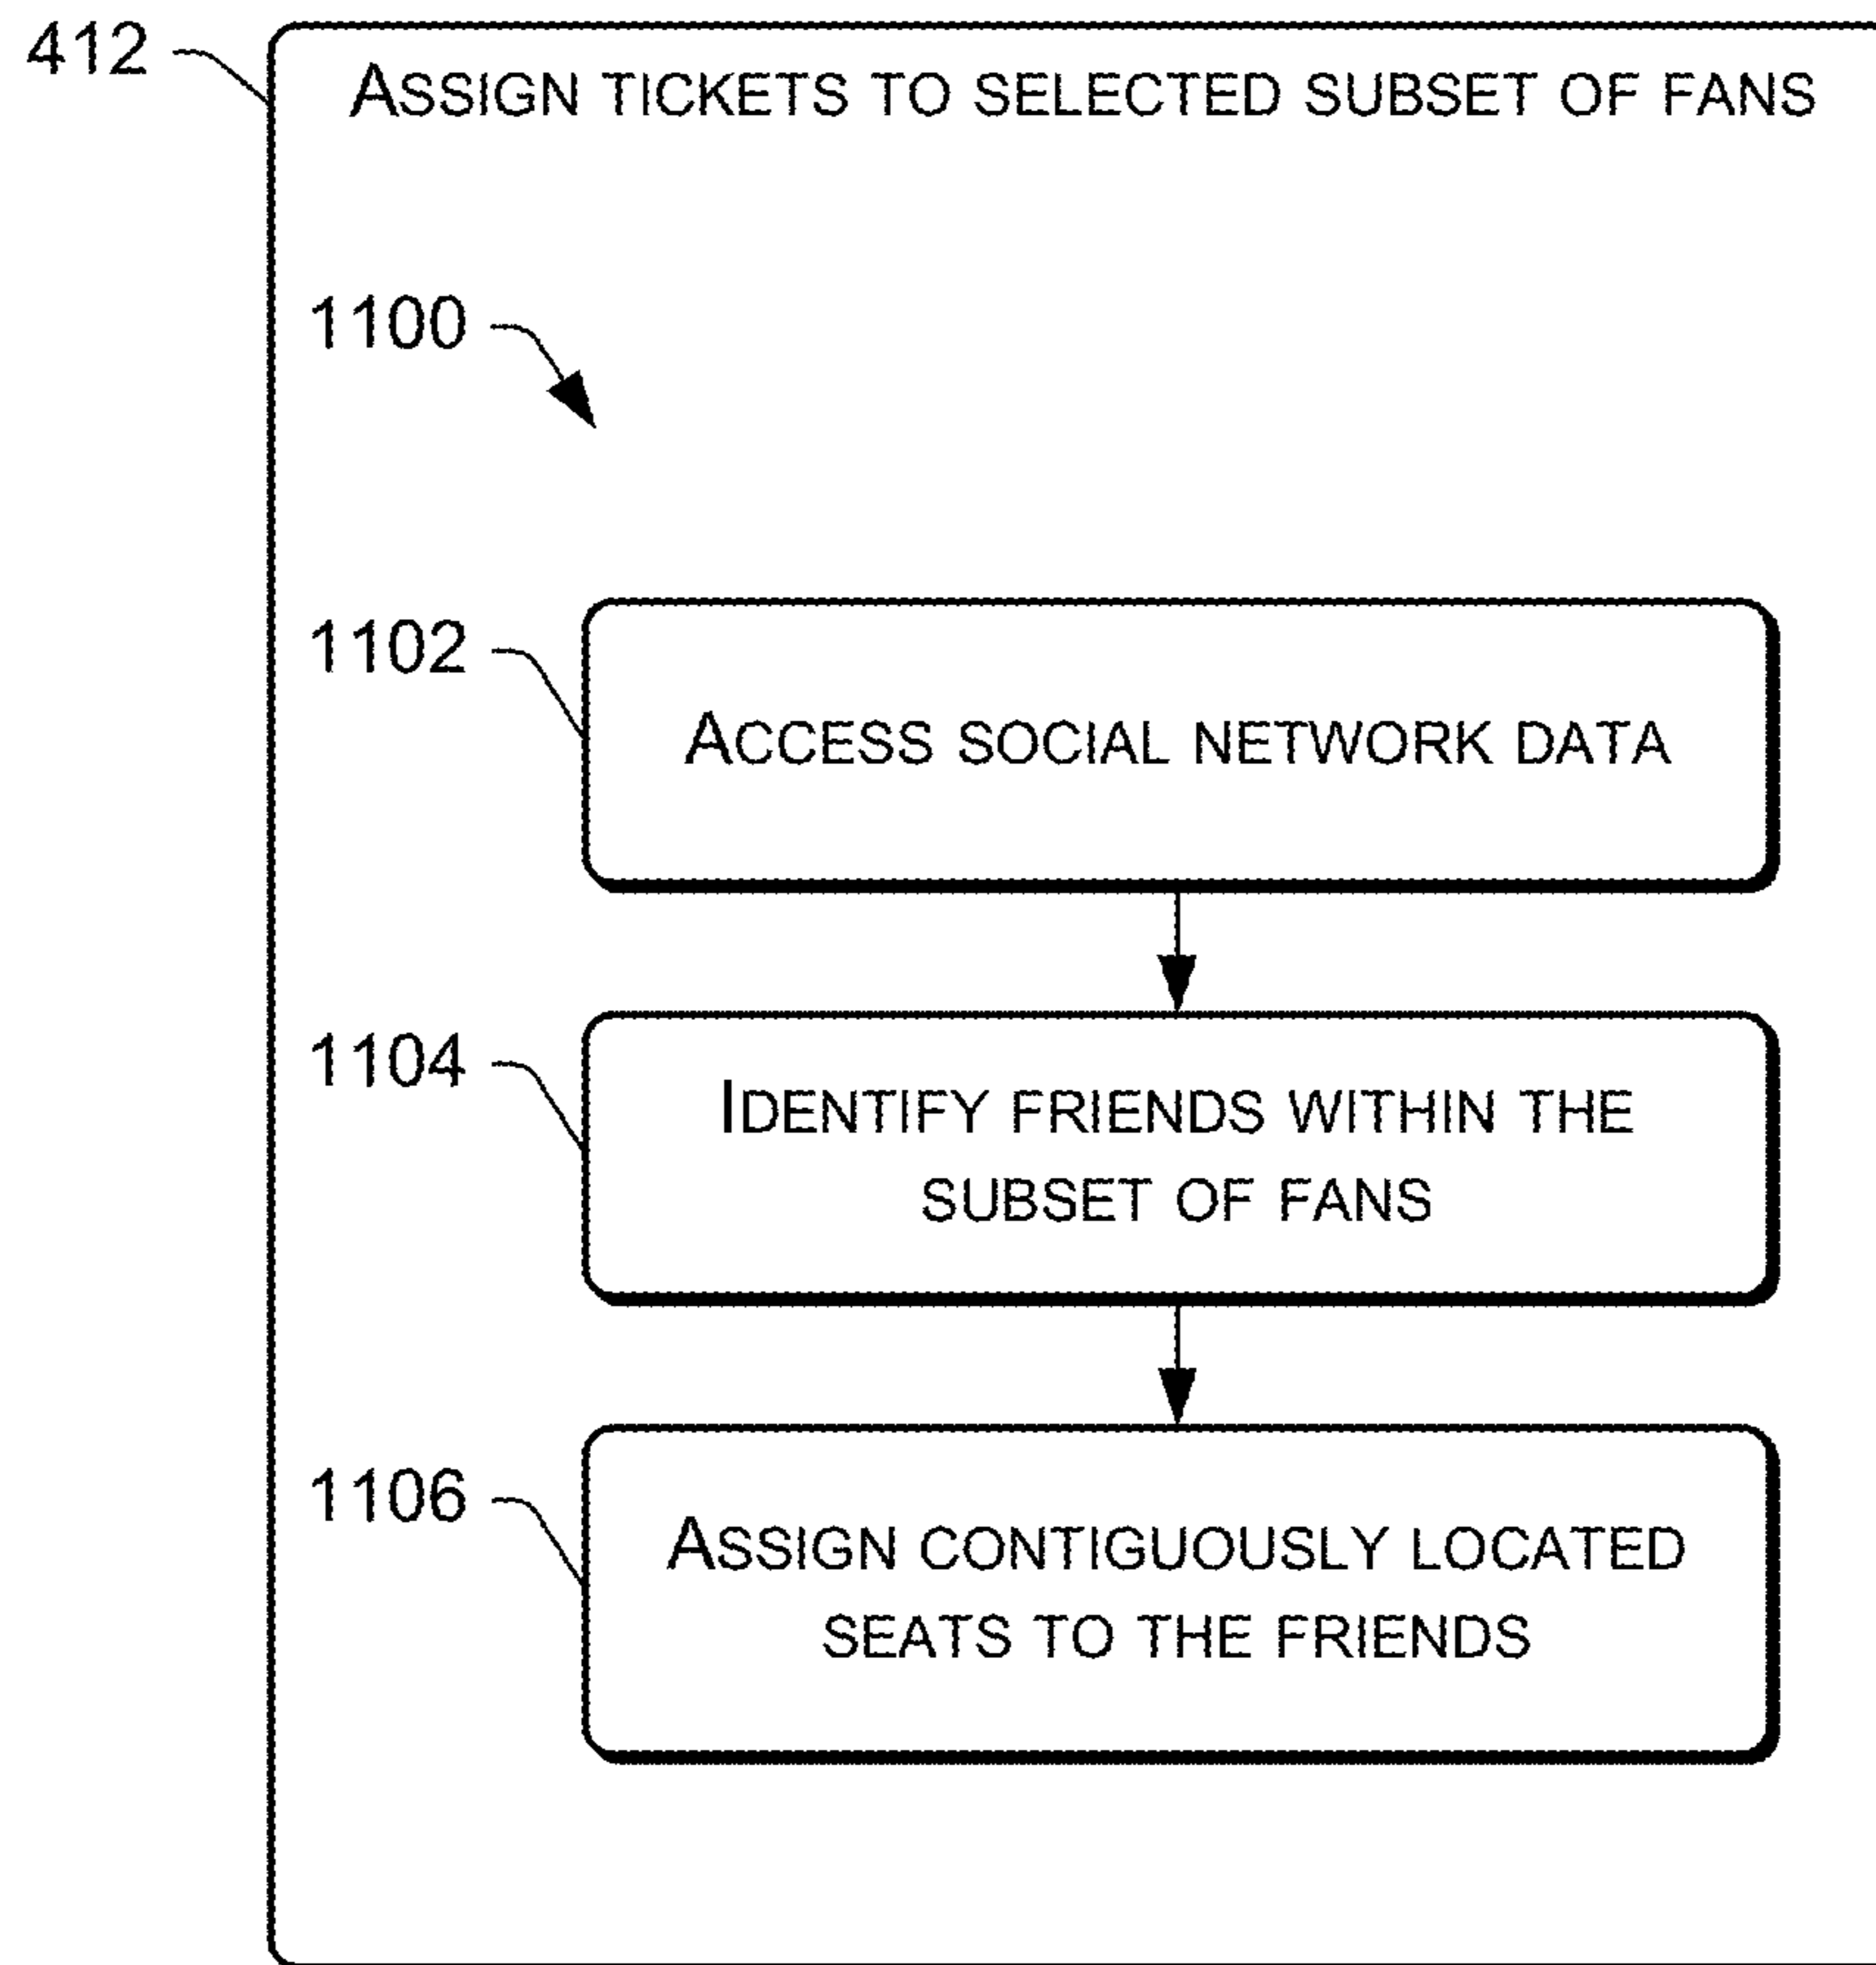 412
ASSIGN TICKETS TO SELECTED SUBSET OF FANS
1100
1102
ACCESS SOCIAL NETWORK DATA
1104
IDENTIFY FRIENDS WITHIN THE
SUBSET OF FANS
1106
ASSIGN CONTIGUOUSLY LOCATED
SEATS TO THE FRIENDS